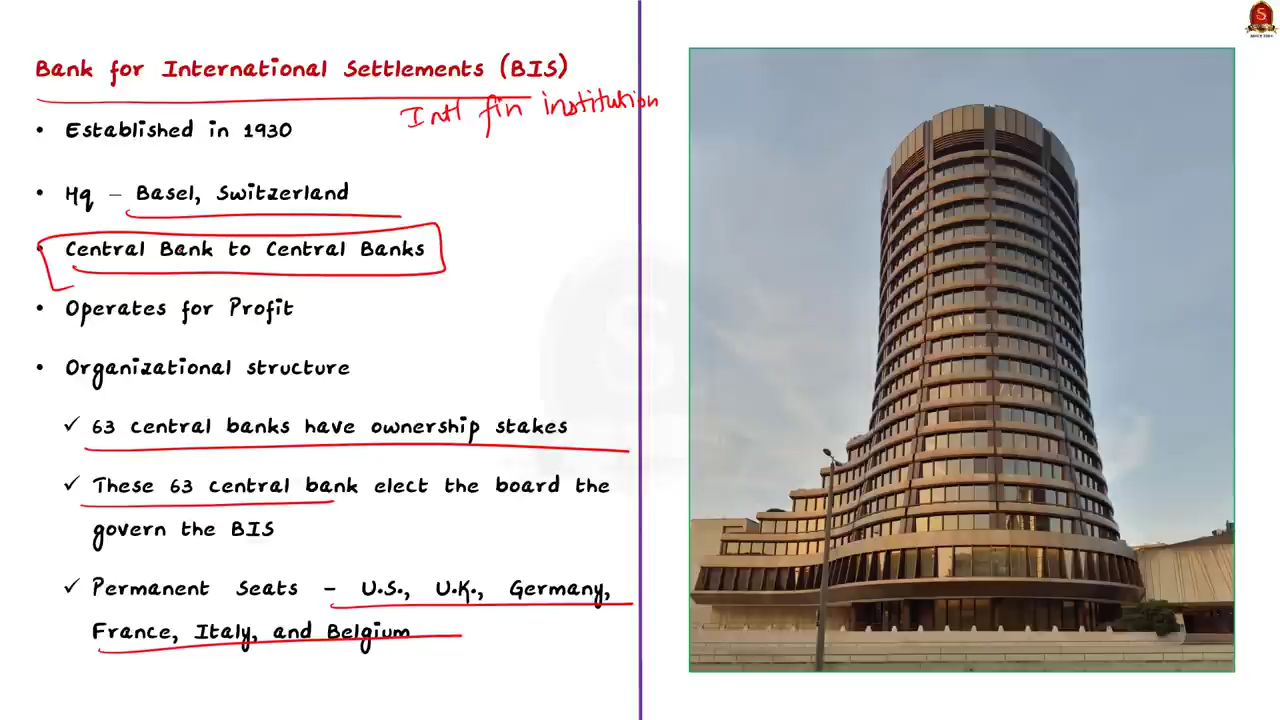 Bank for International Settlements (BIS)
Intl fin institution
• Established in 1930
• Hq – Basel, Switzerland
• Central Bank to Central Banks
• Operates for Profit
• Organizational structure
✓ 63 central banks have ownership stakes
✓ These 63 central bank elect the board the
govern the BIS
✓ Permanent Seats – U.S., U.K., Germany,
France, Italy, and Belgium